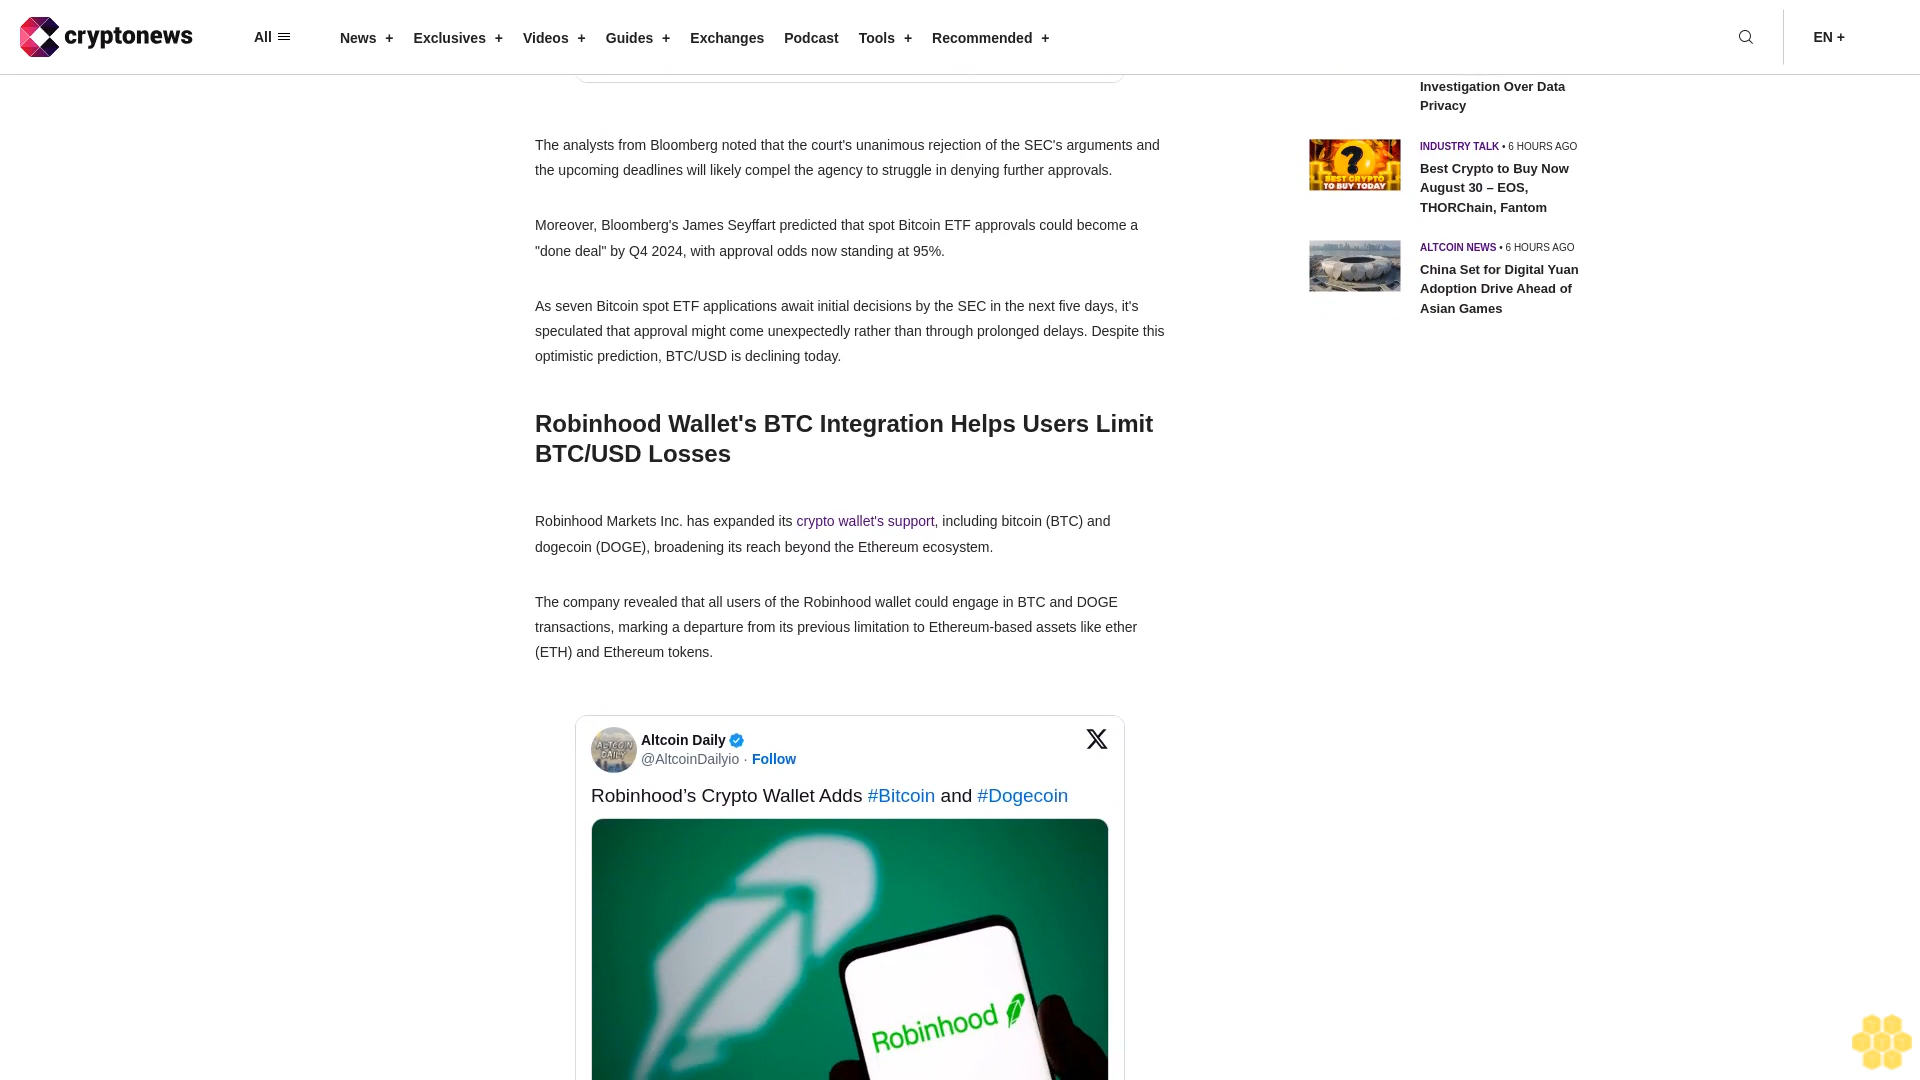 cryptonews
All
News +
Exclusives +
Videos +
Guides +
Exchanges
Podcast
Tools +
Recommended +
EN +
The analysts from Bloomberg noted that the court's unanimous rejection of the SEC's arguments and
the upcoming deadlines will likely compel the agency to struggle in denying further approvals.
Moreover, Bloomberg's James Seyffart predicted that spot Bitcoin ETF approvals could become a
"done deal" by Q4 2024, with approval odds now standing at 95%.
As seven Bitcoin spot ETF applications await initial decisions by the SEC in the next five days, it's
speculated that approval might come unexpectedly rather than through prolonged delays. Despite this
optimistic prediction, BTC/USD is declining today.
Robinhood Wallet's BTC Integration Helps Users Limit
BTC/USD Losses
Robinhood Markets Inc. has expanded its crypto wallet's support, including bitcoin (BTC) and
dogecoin (DOGE), broadening its reach beyond the Ethereum ecosystem.
The company revealed that all users of the Robinhood wallet could engage in BTC and DOGE
transactions, marking a departure from its previous limitation to Ethereum-based assets like ether
(ETH) and Ethereum tokens.
ALTCOIN
DAILY
Altcoin Daily
@AltcoinDailyio · Follow
Robinhood’s Crypto Wallet Adds #Bitcoin and #Dogecoin
Robinhood
Investigation Over Data
Privacy
BEST CRYPTO
TO BUY TODAY
INDUSTRY TALK • 6 HOURS AGO
Best Crypto to Buy Now
August 30 – EOS,
THORChain, Fantom
ALTCOIN NEWS • 6 HOURS AGO
China Set for Digital Yuan
Adoption Drive Ahead of
Asian Games